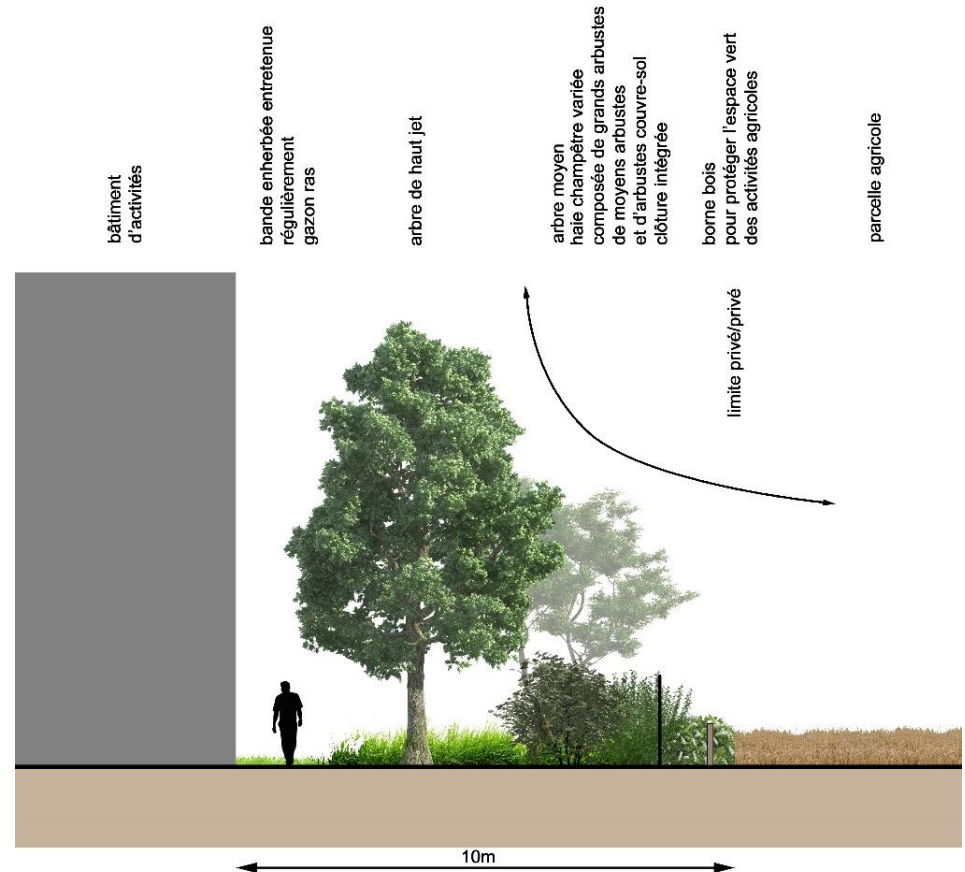 bâtiment
d'activités
bande enherbée entretenue
régulièrement
gazon ras
arbre de haut jet
arbre moyen
haie champêtre variée
composée de grands arbustes
de moyens arbustes
et d'arbustes couvre-sol
clôture intégrée
borne bois
pour protéger l'espace vert
des activités agricoles
limite privé/privé
parcelle agricole
10m